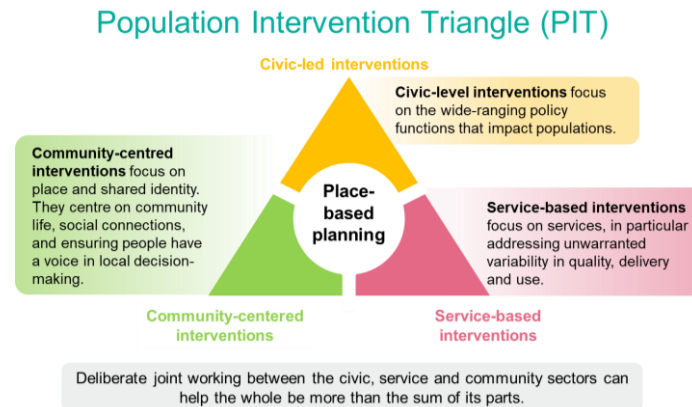 Population Intervention Triangle (PIT)
Civic-led interventions
Civic-level interventions focus
on the wide-ranging policy
functions that impact populations.
Community-centred
interventions focus on
place and shared identity.
They centre on community
life, social connections,
and ensuring people have
a voice in local decision-
making.
Place-
based
planning
Service-based interventions
focus on services, in particular
addressing unwarranted
variability in quality, delivery
and use.
Community-centered
interventions
Service-based
interventions
Deliberate joint working between the civic, service and community sectors can
help the whole be more than the sum of its parts.